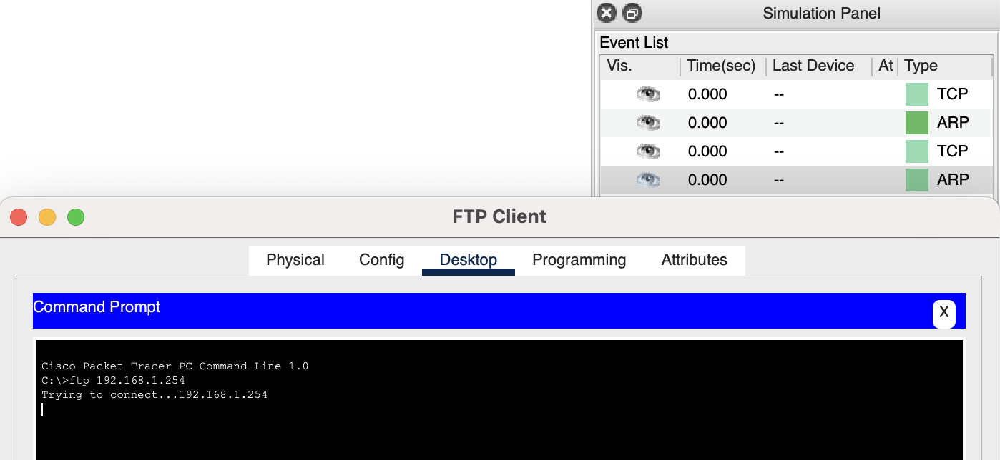 Simulation Panel
Event List
Vis. Time(sec) Last Device At Type
0.000 -- TCP
0.000 -- ARP
0.000 -- TCP
0.000 -- ARP
FTP Client
Physical Config Desktop Programming Attributes
Command Prompt
X
Cisco Packet Tracer PC Command Line 1.0
C:\>ftp 192.168.1.254
Trying to connect...192.168.1.254